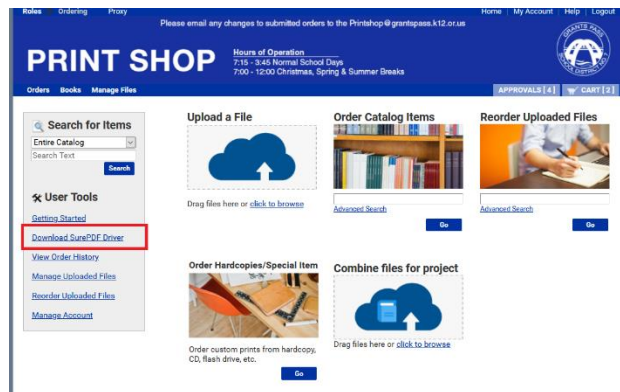 Roles Ordering Proxy
Home | My Account | Help | Logout
Please email any changes to submitted orders to the Printshop@grantspass.k12.or.us
PRINT SHOP
Hours of Operation
7:15 - 3:45 Normal School Days
7:00 - 12:00 Christmas, Spring & Summer Breaks
GRANTS PASS
SCHOOL DISTRICT NO. 7
Orders Books Manage Files
APPROVALS [4] CART [2]
Search for Items
Entire Catalog
Search Text
Search
User Tools
Getting Started
Download SurePDF Driver
View Order History
Manage Uploaded Files
Reorder Uploaded Files
Manage Account
Upload a File
Drag files here or click to browse
Order Catalog Items
Advanced Search
Go
Reorder Uploaded Files
Advanced Search
Go
Order Hardcopies/Special Item
Order custom prints from hardcopy,
CD, flash drive, etc.
Go
Combine files for project
Drag files here or click to browse